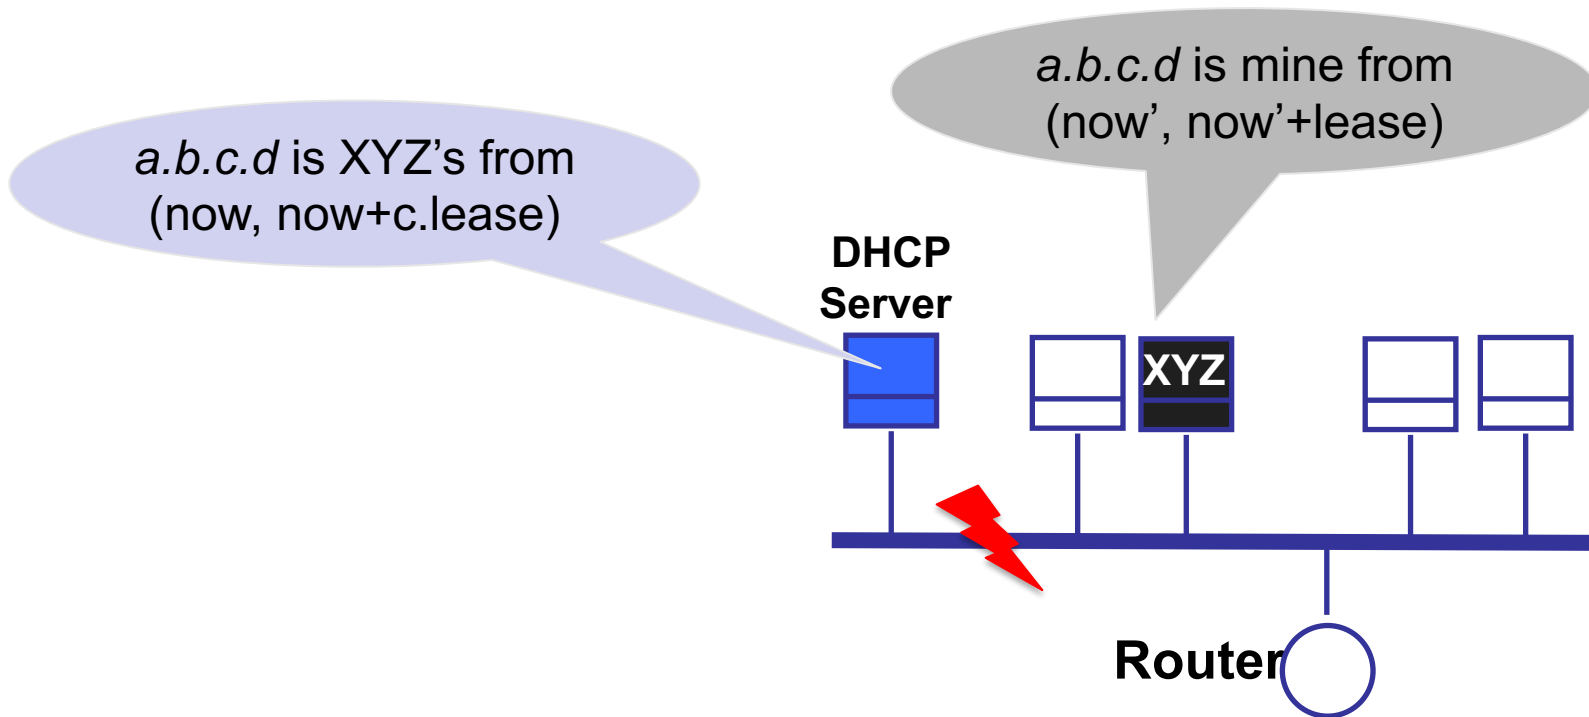 a.b.c.d is mine from
(now’, now’+lease)
a.b.c.d is XYZ’s from
(now, now+c.lease)
DHCP
Server
XYZ
Router